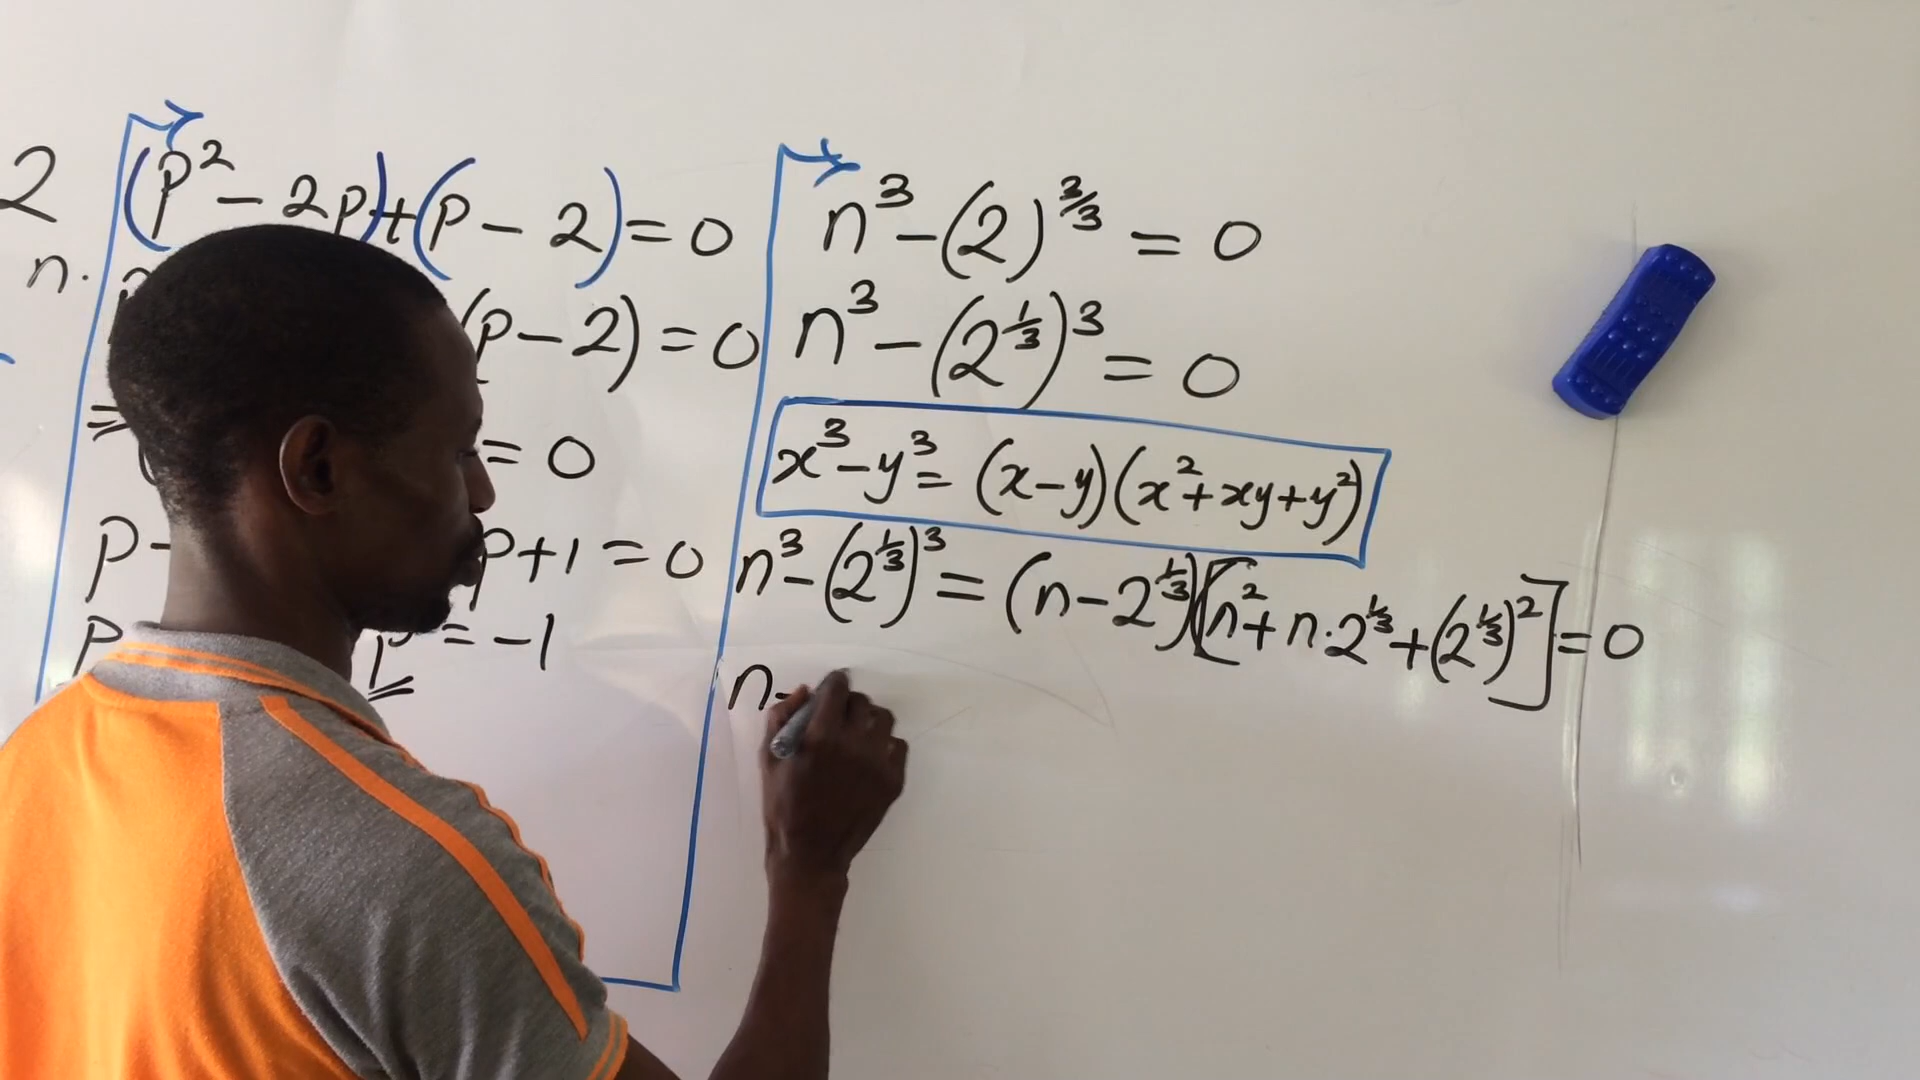 2
n.
(p² - 2p) + (p - 2) = 0
(p - 2) = 0
= 0
p - p + 1 = 0
p = -1
n³ - (2)^(3/3) = 0
n³ - (2^(1/3))³ = 0
x³ - y³ = (x - y)(x² + xy + y²)
n³ - (2^(1/3))³ = (n - 2^(1/3))[n² + n·2^(1/3) + (2^(1/3))²] = 0
n -